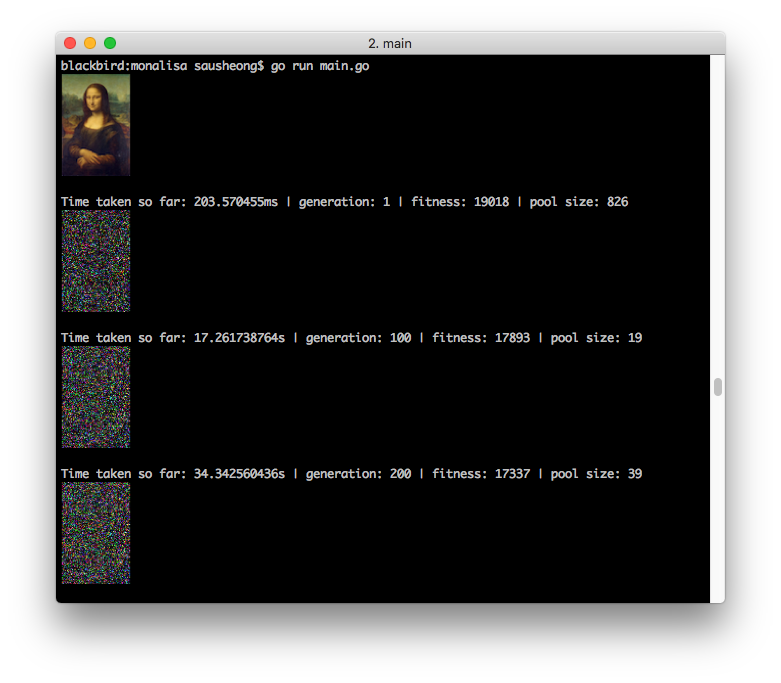 2. main
blackbird:monalisa sausheong$ go run main.go
Time taken so far: 203.570455ms | generation: 1 | fitness: 19018 | pool size: 826
Time taken so far: 17.261738764s | generation: 100 | fitness: 17893 | pool size: 19
Time taken so far: 34.342560436s | generation: 200 | fitness: 17337 | pool size: 39